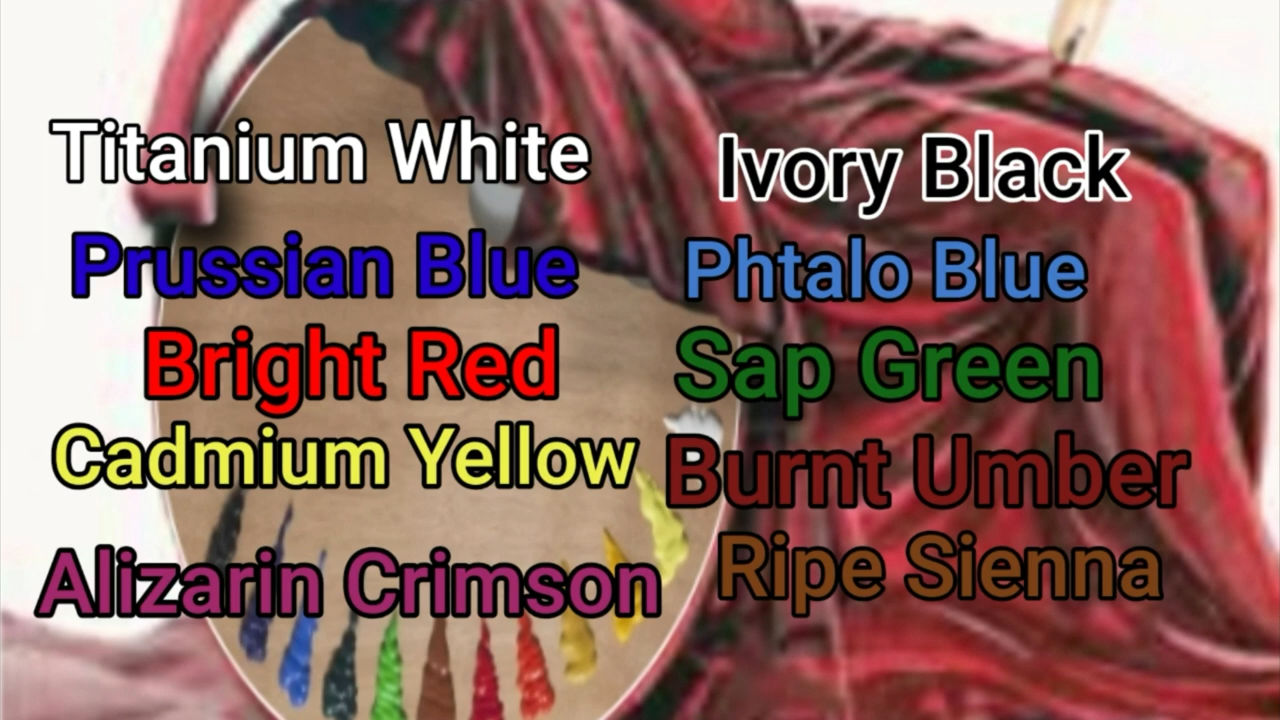 Titanium White
Prussian Blue
Bright Red
Cadmium Yellow
Alizarin Crimson
Ivory Black
Phtalo Blue
Sap Green
Burnt Umber
Ripe Sienna